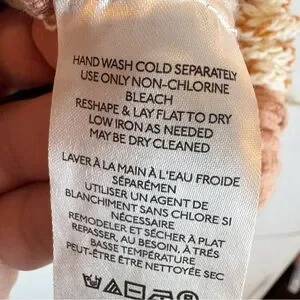 HAND WASH COLD SEPARATELY
USE ONLY NON-CHLORINE
BLEACH
RESHAPE & LAY FLAT TO DRY
LOW IRON AS NEEDED
MAY BE DRY CLEANED
LAVER À LA MAIN À L'EAU FROIDE
SÉPARÉMEN
UTILISER UN AGENT DE
BLANCHIMENT SANS CHLORE SI
NÉCESSAIRE
REMODELER ET SÉCHER À PLAT
REPASSER, AU BESOIN, À TRÈS
BASSE TEMPÉRATURE
PEUT-ÊTRE ÊTRE NETTOYÉE SEC